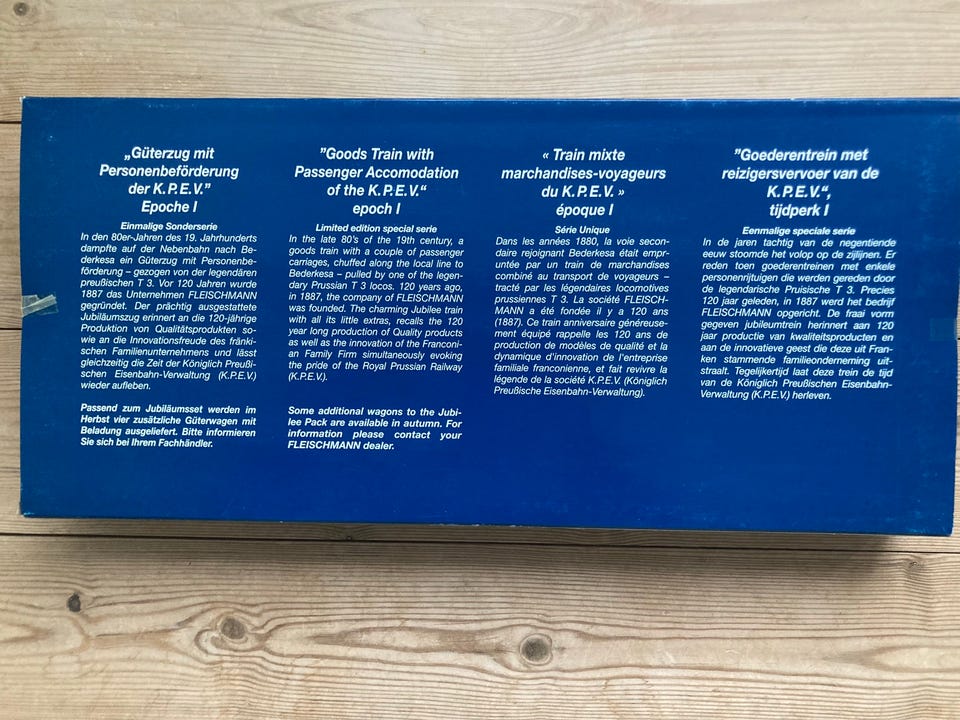 „Güterzug mit
Personenbeförderung
der K.P.E.V.”
Epoche I
Einmalige Sonderserie
In den 80er-Jahren des 19. Jahrhunderts
dampfte auf der Nebenbahn nach Be-
derkesa ein Güterzug mit Personenbe-
förderung – gezogen von der legendären
preußischen T 3. Vor 120 Jahren wurde
1887 das Unternehmen FLEISCHMANN
gegründet. Der prächtig ausgestattete
Jubiläumszug erinnert an die 120-jährige
Produktion von Qualitätsprodukten so-
wie an die Innovationsfreude des fränki-
schen Familienunternehmens und lässt
gleichzeitig die Zeit der Königlich Preußi-
schen Eisenbahn-Verwaltung (K.P.E.V.)
wieder aufleben.
Passend zum Jubiläumsset werden im
Herbst vier zusätzliche Güterwagen mit
Beladung ausgeliefert. Bitte informieren
Sie sich bei Ihrem Fachhändler.
”Goods Train with
Passenger Accomodation
of the K.P.E.V.“
epoch I
Limited edition special serie
In the late 80's of the 19th century, a
goods train with a couple of passenger
carriages, chuffed along the local line to
Bederkesa – pulled by one of the legen-
dary Prussian T 3 locos. 120 years ago,
in 1887, the company of FLEISCHMANN
was founded. The charming Jubilee train
with all its little extras, recalls the 120
year long production of Quality products
as well as the innovation of the Franconi-
an Family Firm simultaneously evoking
the pride of the Royal Prussian Railway
(K.P.E.V.).
Some additional wagons to the Jubi-
lee Pack are available in autumn. For
information please contact your
FLEISCHMANN dealer.
« Train mixte
marchandises-voyageurs
du K.P.E.V. »
époque I
Série Unique
Dans les années 1880, la voie secon-
daire rejoignant Bederkesa était empr-
untée par un train de marchandises
combiné au transport de voyageurs –
tracté par les légendaires locomotives
prussiennes T 3. La société FLEISCH-
MANN a été fondée il y a 120 ans
(1887). Ce train anniversaire généreuse-
ment équipé rappelle les 120 ans de
production de modèles de qualité et la
dynamique d'innovation de l'entreprise
familiale franconienne, et fait revivre la
légende de la société K.P.E.V. (Königlich
Preußische Eisenbahn-Verwaltung).
”Goederentrein met
reizigersvervoer van de
K.P.E.V.“,
tijdperk I
Eenmalige speciale serie
In de jaren tachtig van de negentiende
eeuw stoomde het volop op de zijlijnen. Er
reden toen goederentreinen met enkele
personenrijtuigen die werden gereden door
de legendarische Pruisische T 3. Precies
120 jaar geleden, in 1887 werd het bedrijf
FLEISCHMANN opgericht. De fraai vorm
gegeven jubileumtrein herinnert aan 120
jaar productie van kwaliteitsproducten en
aan de innovatieve geest die deze uit Fran-
ken stammende familieonderneming uit-
straalt. Tegelijkertijd laat deze trein de tijd
van de Königlich Preußischen Eisenbahn-
Verwaltung (K.P.E.V.) herleven.